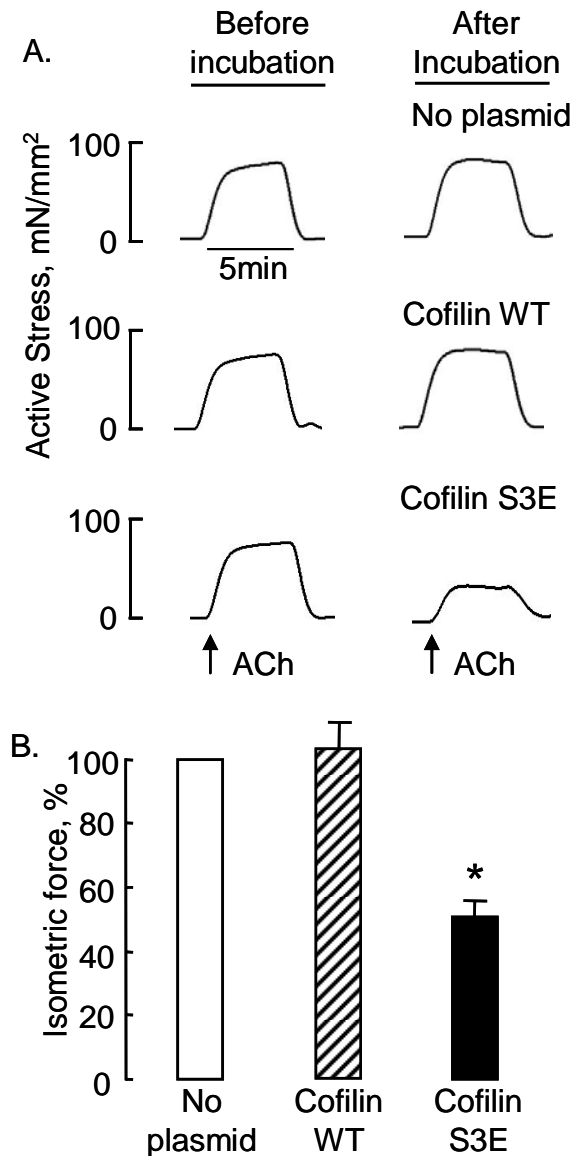 A.
Before
incubation
After
Incubation
No plasmid
Active Stress, mN/mm²
100
0
5min
Cofilin WT
100
0
Cofilin S3E
100
0
ACh
ACh
B.
Isometric force, %
100
80
60
40
20
0
*
No
plasmid
Cofilin
WT
Cofilin
S3E